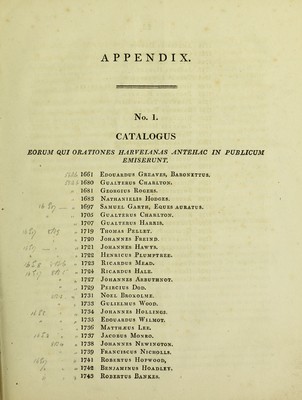 APPENDIX.
No. I.
CATALOGUS
EORUM QUI ORATIONES HARVEIANAS ANTEHAC IN PUBLICUM
EMISERUNT.
1661 Edouardus Greaves, Baronettus.
1680 Gualterus Charlton.
1681 Georgius Rogers.
1683 Nathanielis Hodges.
1697 Samuel Garth, Eques auratus.
1705 Gualterus Charlton.
1707 Gualterus Harris.
1719 Thomas Pellet.
1720 Johannes Freind.
1721 Johannes Hawys.
1722 Henricus Plumptree.
1723 Ricardus Mead.
1724 Ricardus Hale.
1727 Johannes Arbuthnot.
1729 Peircius Dod.
1731 Noel Broxolme.
1733 Gulielmus Wood.
1734 Johannes Hollings.
1735 Edouardus Wilmot.
1736 Matthæus Lee.
1737 Jacobus Monro.
1738 Johannes Newington.
1739 Franciscus Nicholls.
1741 Robertus Hopwood,
1742 Benjaminus Hoadley.
1743 Robertus Bankes.